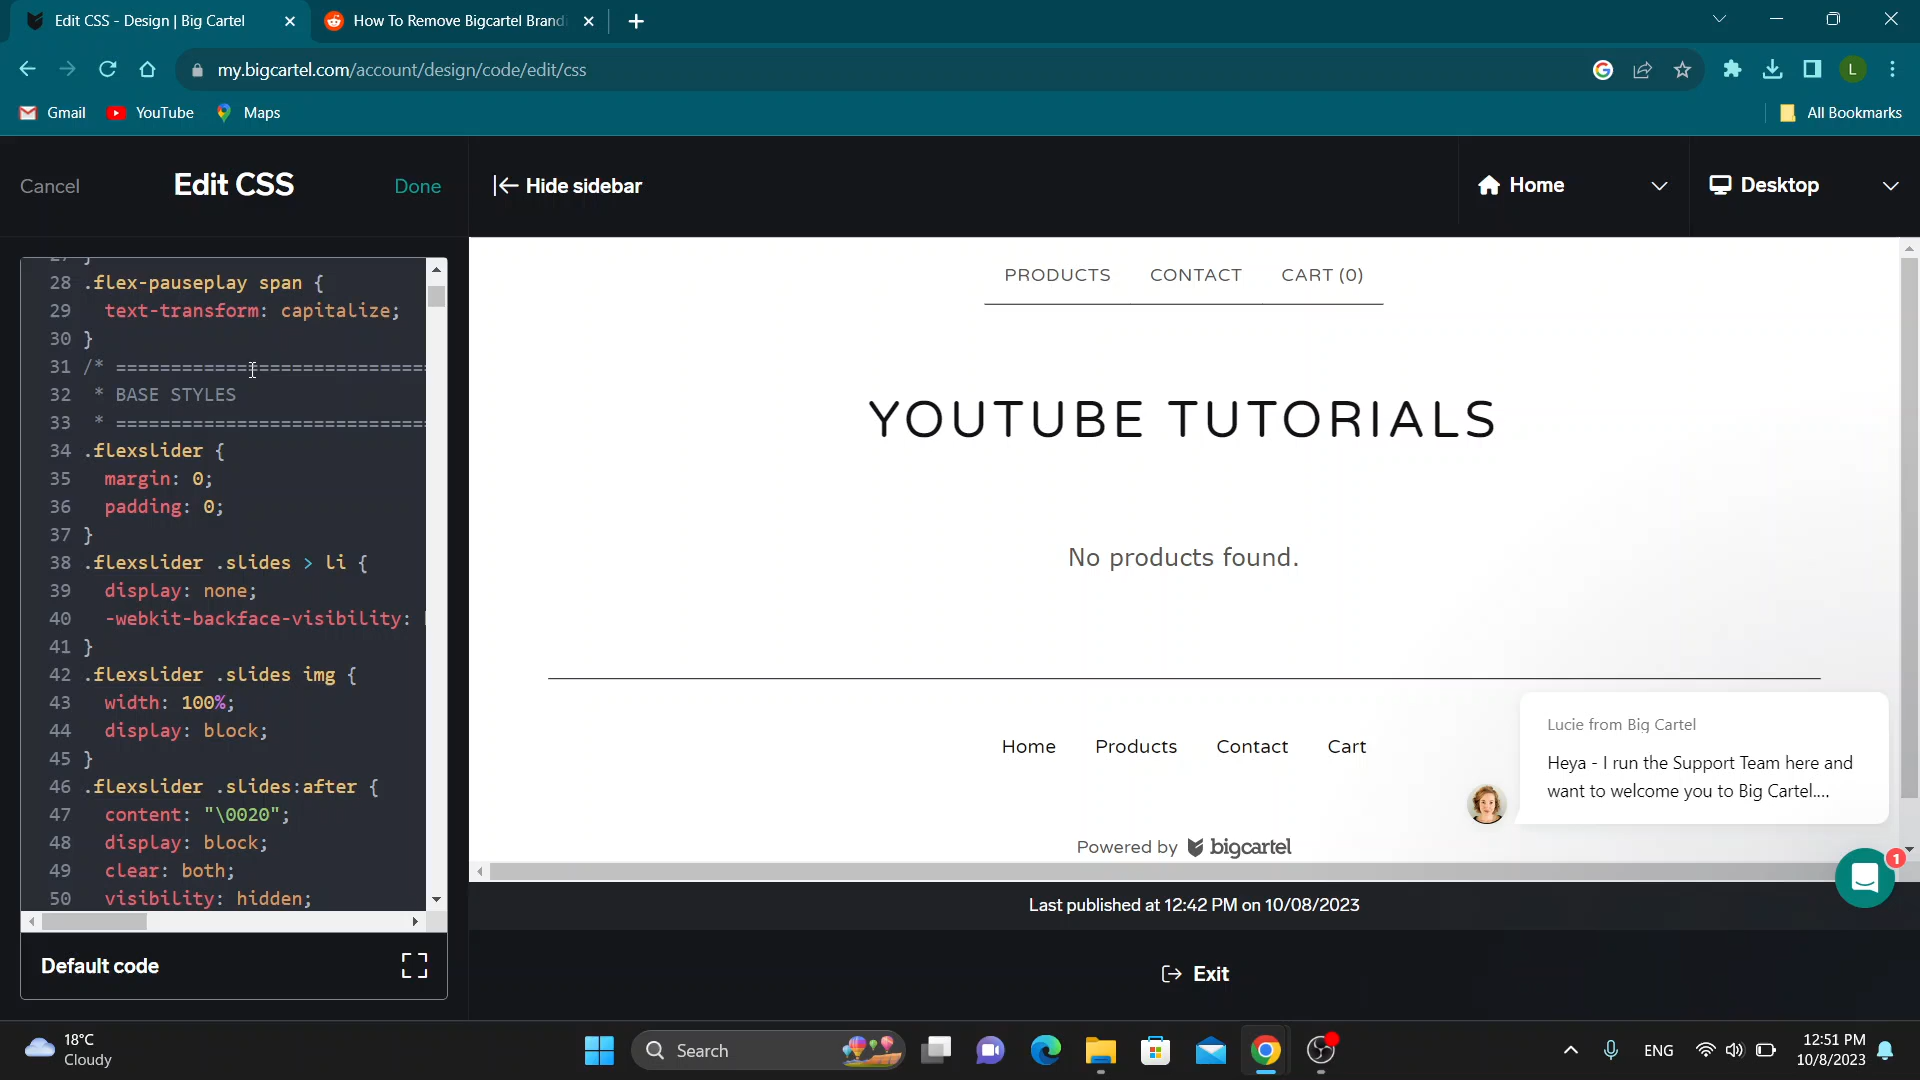 Edit CSS - Design | Big Cartel
How To Remove Bigcartel Brandi
my.bigcartel.com/account/design/code/edit/css
L
Gmail
YouTube
Maps
All Bookmarks
Cancel
Edit CSS
Done
Hide sidebar
Home
Desktop
28 .flex-pauseplay span {
29 text-transform: capitalize;
30 }
31 /* ============================
32 * BASE STYLES
33 * ============================
34 .flexslider {
35 margin: 0;
36 padding: 0;
37 }
38 .flexslider .slides > li {
39 display: none;
40 -webkit-backface-visibility:
41 }
42 .flexslider .slides img {
43 width: 100%;
44 display: block;
45 }
46 .flexslider .slides:after {
47 content: "\0020";
48 display: block;
49 clear: both;
50 visibility: hidden;
Default code
PRODUCTS
CONTACT
CART (0)
YOUTUBE TUTORIALS
No products found.
Home
Products
Contact
Cart
Powered by bigcartel
Lucie from Big Cartel
Heya - I run the Support Team here and
want to welcome you to Big Cartel....
1
Last published at 12:42 PM on 10/08/2023
Exit
18°C
Cloudy
Search
ENG
12:51 PM
10/8/2023